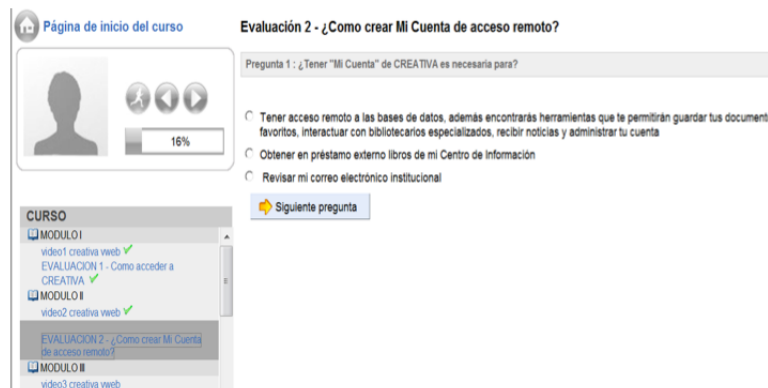 Página de inicio del curso
Evaluación 2 - ¿Como crear Mi Cuenta de acceso remoto?
Pregunta 1 : ¿Tener "Mi Cuenta" de CREATIVA es necesaria para?
16%
Tener acceso remoto a las bases de datos, además encontrarás herramientas que te permitirán guardar tus document
favoritos, interactuar con bibliotecarios especializados, recibir noticias y administrar tu cuenta
Obtener en préstamo externo libros de mi Centro de Información
Revisar mi correo electrónico institucional
Siguiente pregunta
CURSO
MODULO I
video1 creativa vweb
EVALUACION 1 - Como acceder a
CREATIVA
MODULO II
video2 creativa vweb
EVALUACION 2 - ¿Como crear Mi Cuenta
de acceso remoto?
MODULO III
video3 creativa vweb